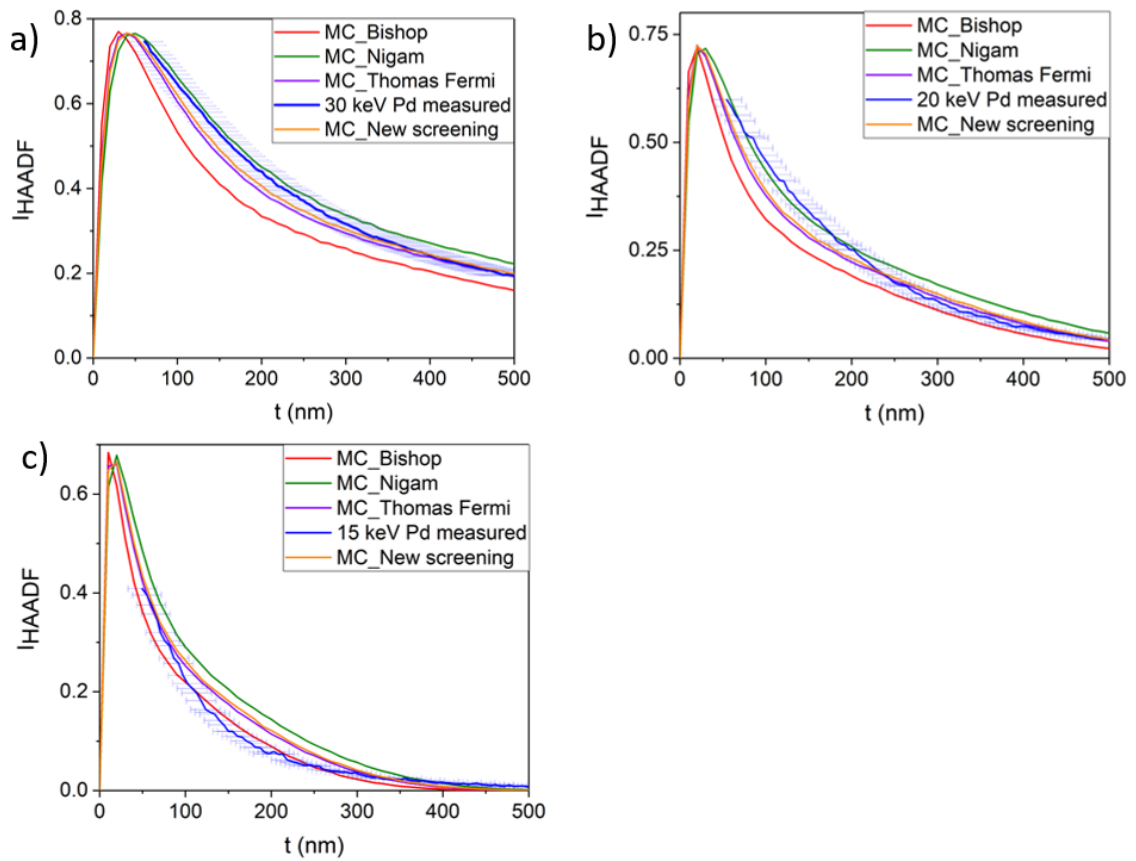 a)
0.8
0.6
0.4
0.2
0.0
IHAADF
MC_Bishop
MC_Nigam
MC_Thomas Fermi
30 keV Pd measured
MC_New screening
0 100 200 300 400 500
t (nm)
b)
0.75
0.50
0.25
0.00
IHAADF
MC_Bishop
MC_Nigam
MC_Thomas Fermi
20 keV Pd measured
MC_New screening
0 100 200 300 400 500
t (nm)
c)
0.6
0.4
0.2
0.0
IHAADF
MC_Bishop
MC_Nigam
MC_Thomas Fermi
15 keV Pd measured
MC_New screening
0 100 200 300 400 500
t (nm)